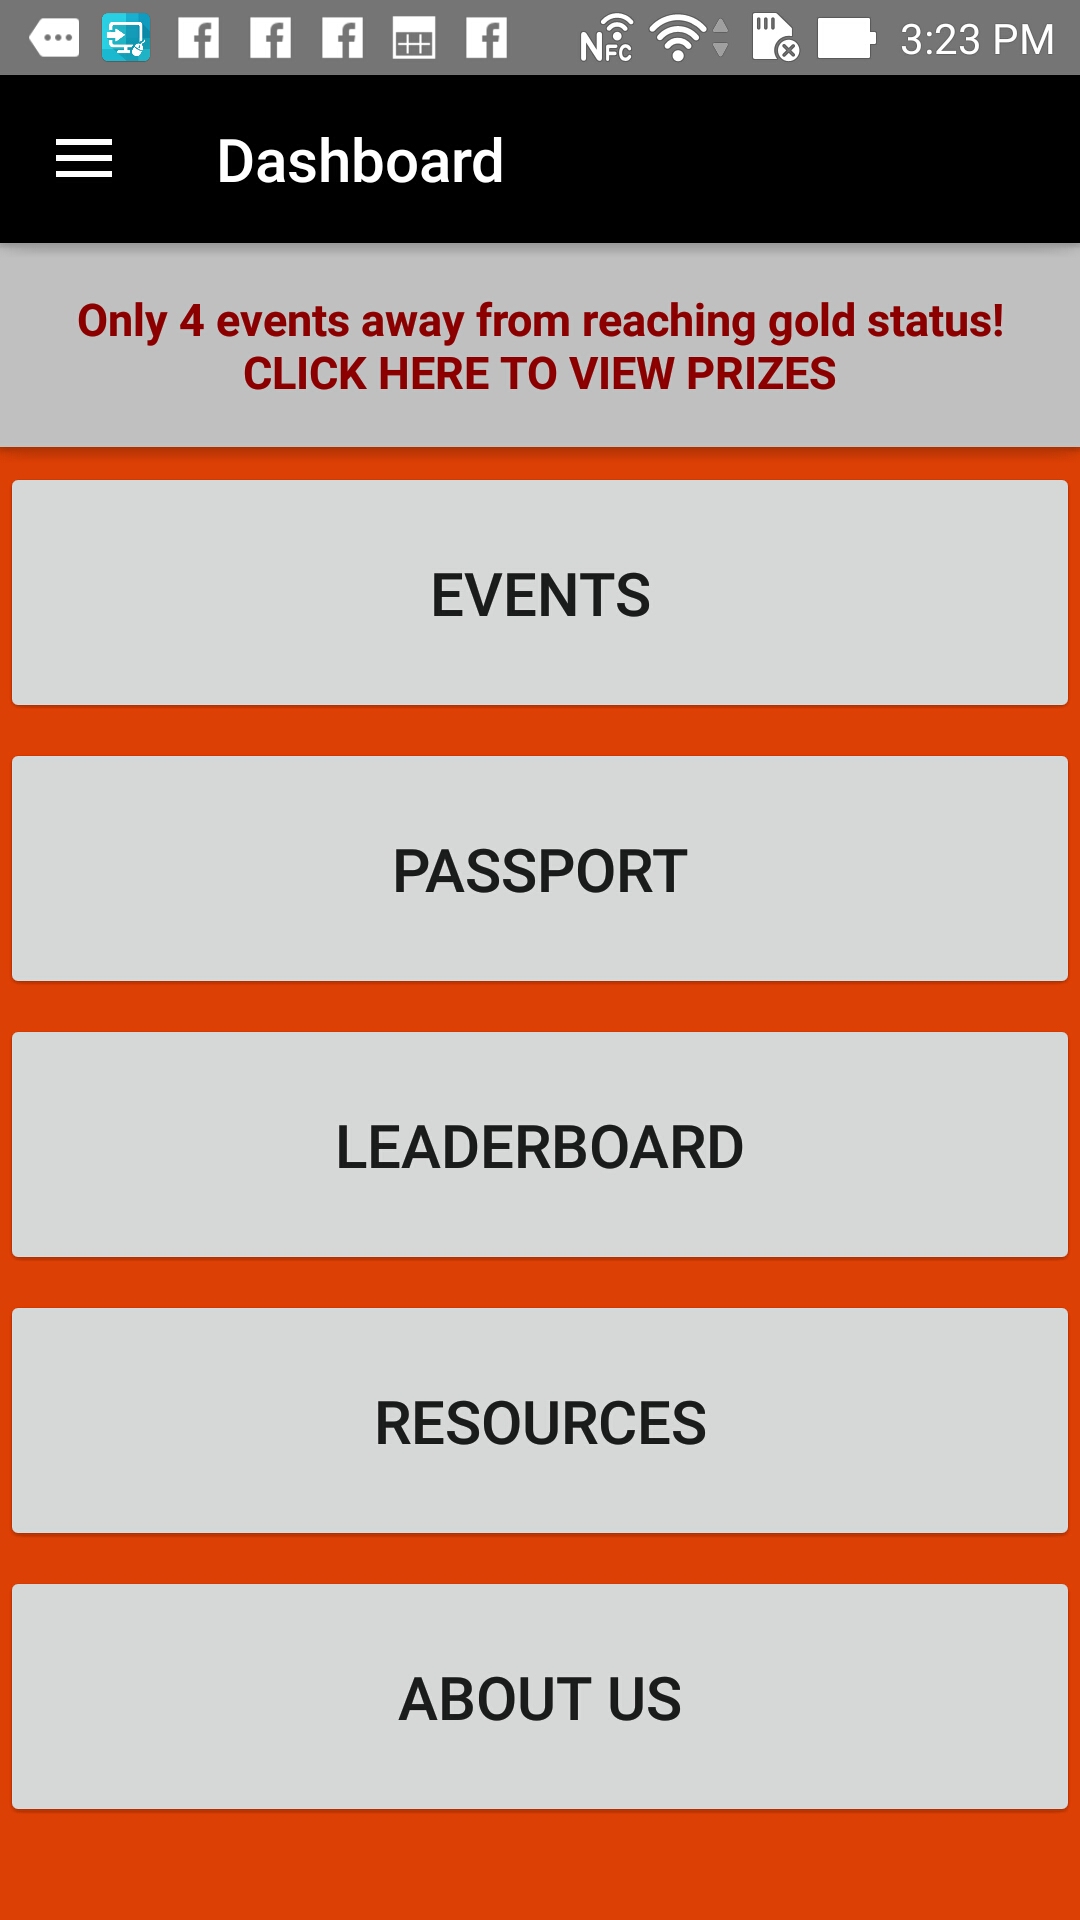 NFC 3:23 PM
Dashboard
Only 4 events away from reaching gold status!
CLICK HERE TO VIEW PRIZES
EVENTS
PASSPORT
LEADERBOARD
RESOURCES
ABOUT US